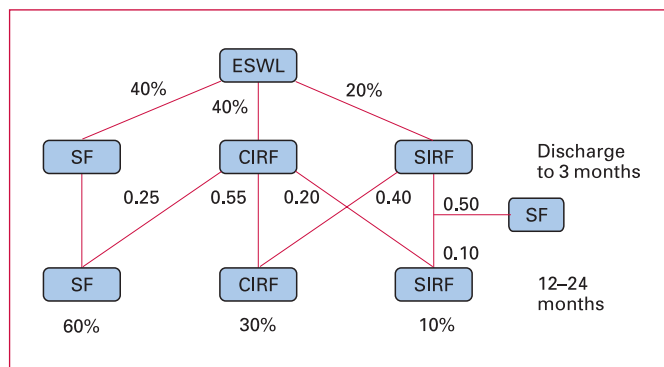 ESWL
40%
40%
20%
SF
CIRF
SIRF
Discharge
to 3 months
0.25
0.55
0.20
0.40
0.50
SF
0.10
SF
CIRF
SIRF
12–24
months
60%
30%
10%